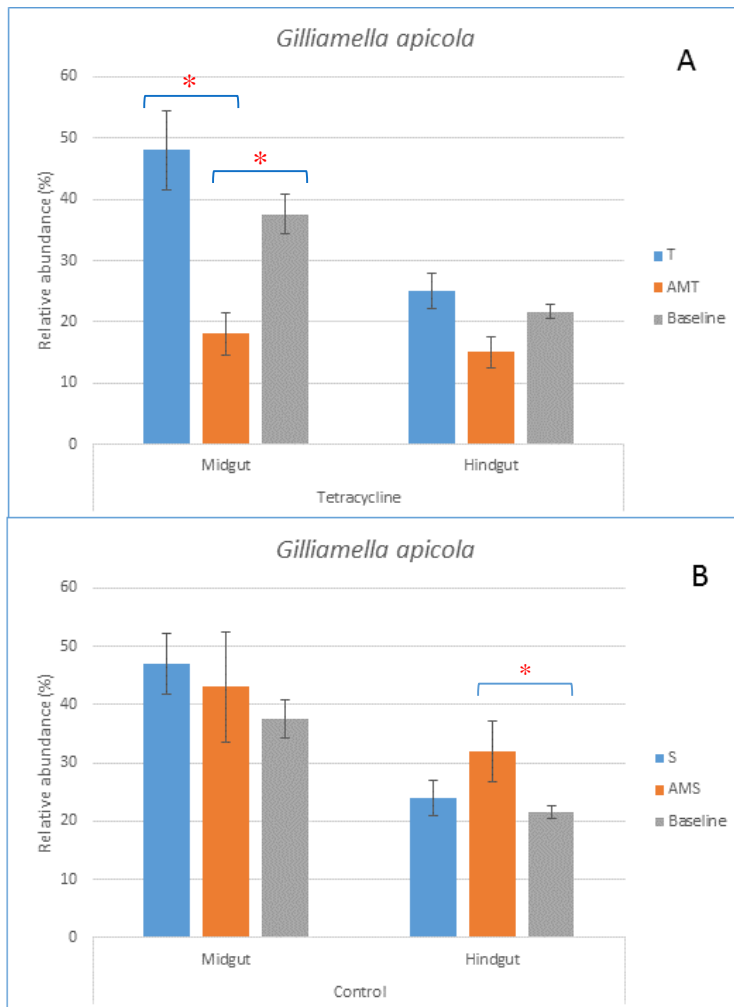 Gilliamella apicola
A
60
50
40
30
20
10
0
Relative abundance (%)
*
*
T
AMT
Baseline
Midgut
Hindgut
Tetracycline
Gilliamella apicola
B
60
50
40
30
20
10
0
Relative abundance (%)
*
S
AMS
Baseline
Midgut
Hindgut
Control